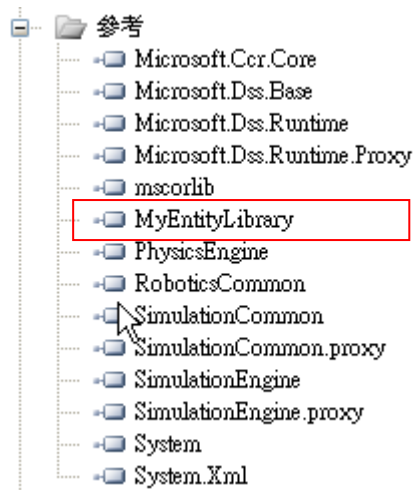 參考
Microsoft.Ccr.Core
Microsoft.Dss.Base
Microsoft.Dss.Runtime
Microsoft.Dss.Runtime.Proxy
mscorlib
MyEntityLibrary
PhysicsEngine
RoboticsCommon
SimulationCommon
SimulationCommon.proxy
SimulationEngine
SimulationEngine.proxy
System
System.Xml